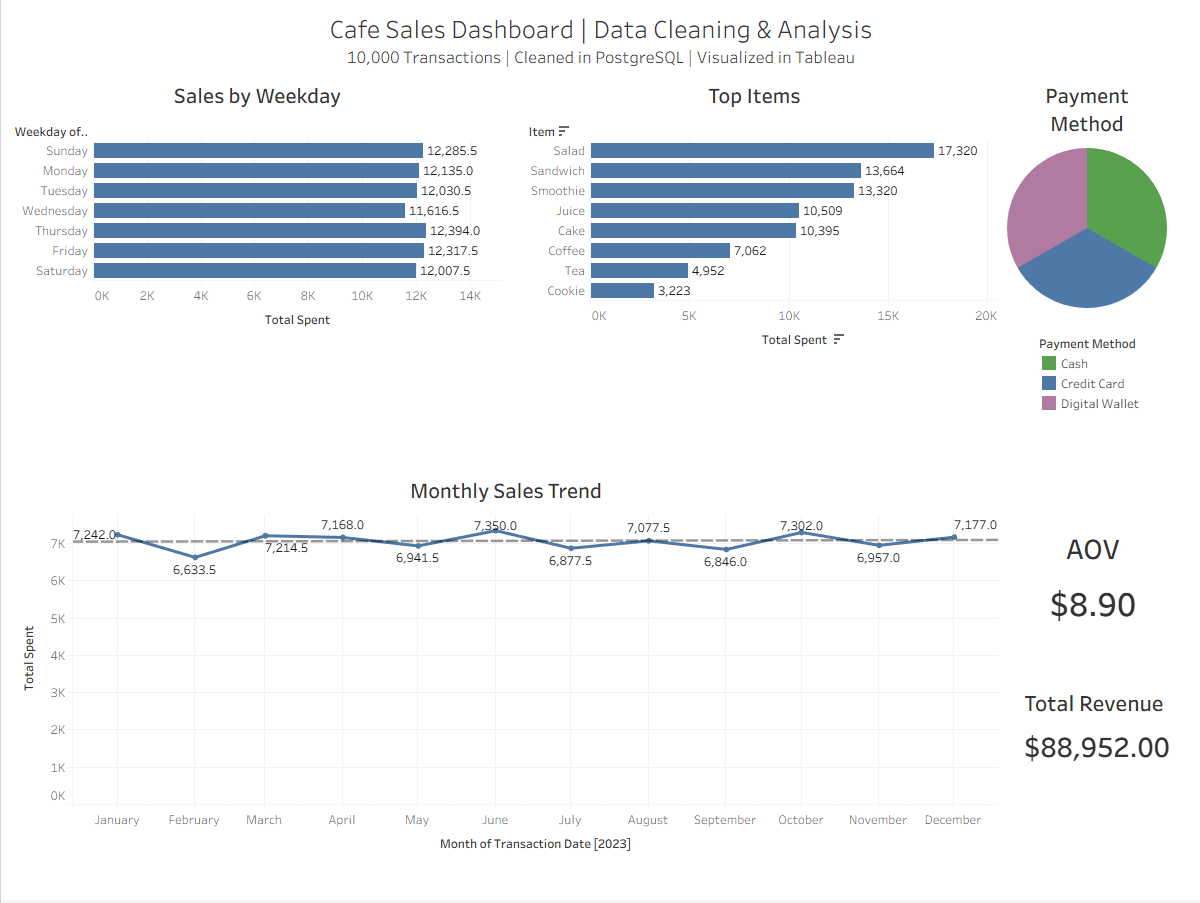 Cafe Sales Dashboard | Data Cleaning & Analysis
10,000 Transactions | Cleaned in PostgreSQL | Visualized in Tableau
Sales by Weekday
Weekday of..
Sunday 12,285.5
Monday 12,135.0
Tuesday 12,030.5
Wednesday 11,616.5
Thursday 12,394.0
Friday 12,317.5
Saturday 12,007.5
0K 2K 4K 6K 8K 10K 12K 14K
Total Spent
Top Items
Item
Salad 17,320
Sandwich 13,664
Smoothie 13,320
Juice 10,509
Cake 10,395
Coffee 7,062
Tea 4,952
Cookie 3,223
0K 5K 10K 15K 20K
Total Spent
Payment
Method
Payment Method
Cash
Credit Card
Digital Wallet
Monthly Sales Trend
7,242.0 6,633.5 7,214.5 7,168.0 6,941.5 7,350.0 6,877.5 7,077.5 6,846.0 7,302.0 6,957.0 7,177.0
7K
6K
5K
4K
3K
2K
1K
0K
Total Spent
January February March April May June July August September October November December
Month of Transaction Date [2023]
AOV
$8.90
Total Revenue
$88,952.00